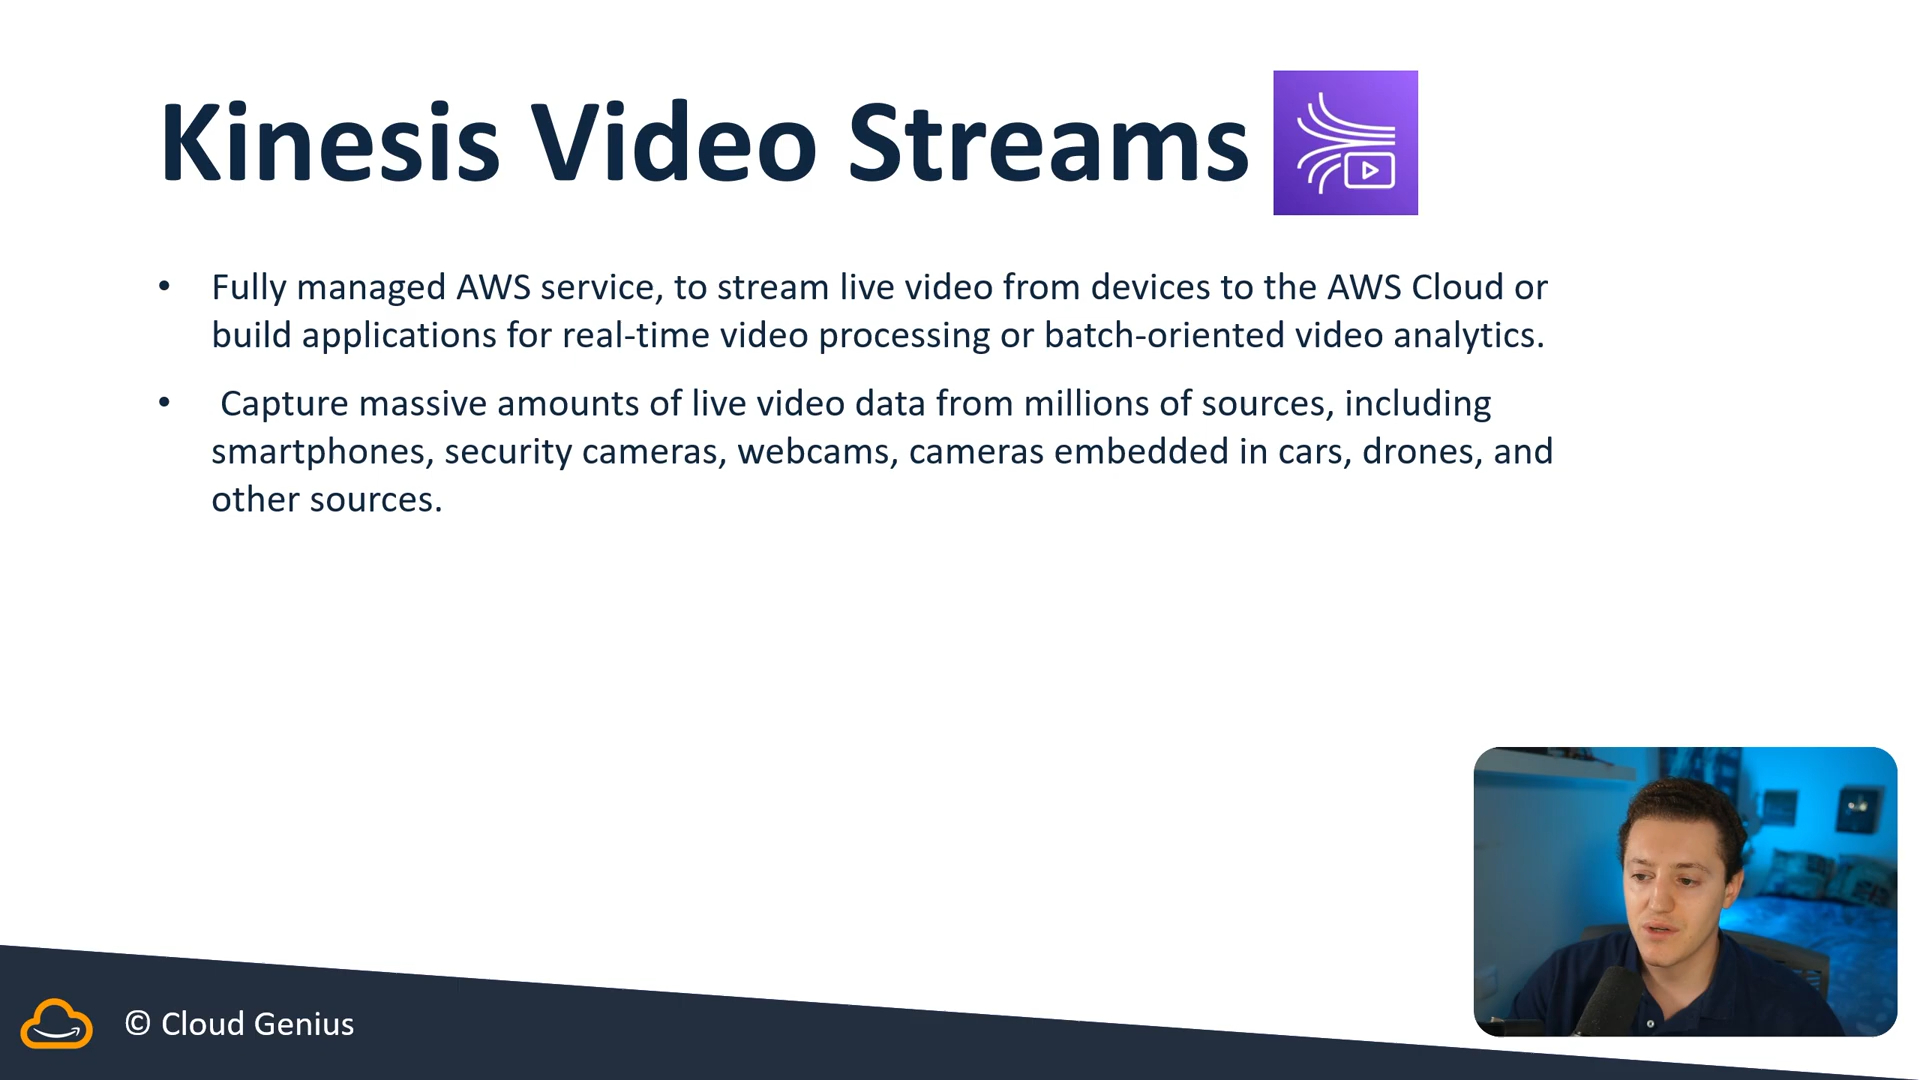 Kinesis Video Streams
• Fully managed AWS service, to stream live video from devices to the AWS Cloud or
build applications for real-time video processing or batch-oriented video analytics.
• Capture massive amounts of live video data from millions of sources, including
smartphones, security cameras, webcams, cameras embedded in cars, drones, and
other sources.
© Cloud Genius